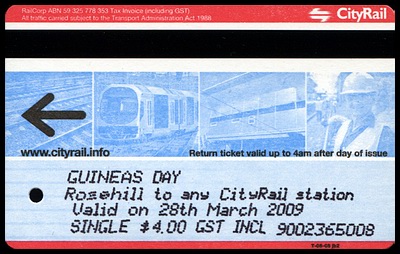 RailCorp ABN 59 325 778 353 Tax Invoice (including GST)
All traffic carried subject to the Transport Administration Act 1988
CityRail
www.cityrail.info
Return ticket valid up to 4am after day of issue
GUINEAS DAY
Rosehill to any CityRail station
Valid on 28th March 2009
SINGLE $4.00 GST INCL 9002365008